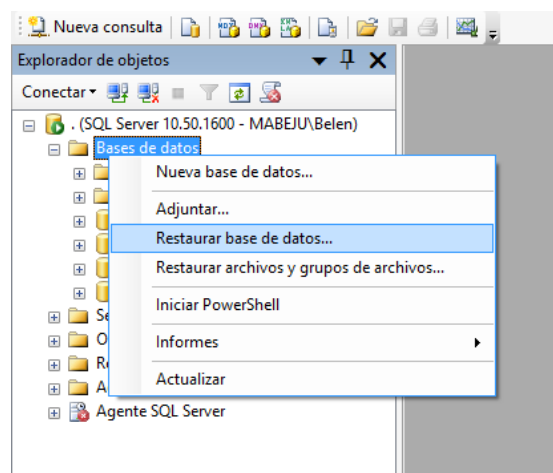 Nueva consulta
Explorador de objetos
Conectar
. (SQL Server 10.50.1600 - MABEJU\Belen)
Bases de datos
Nueva base de datos...
Adjuntar...
Restaurar base de datos...
Restaurar archivos y grupos de archivos...
Iniciar PowerShell
Informes
Actualizar
Agente SQL Server